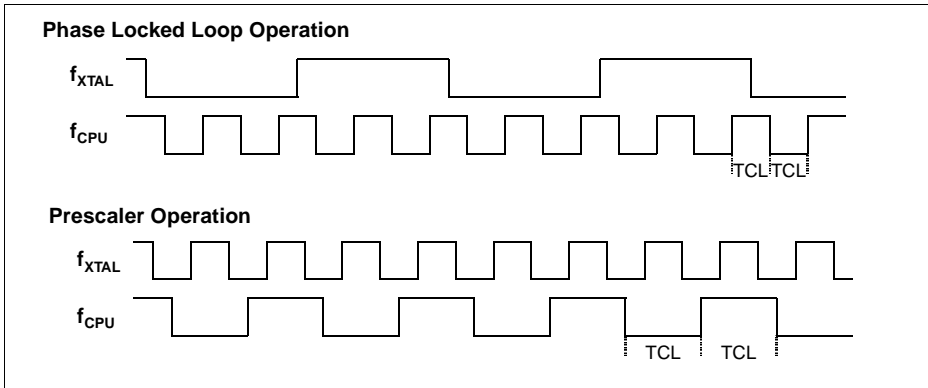 Phase Locked Loop Operation
fXTAL
fCPU
TCL TCL
Prescaler Operation
fXTAL
fCPU
TCL TCL